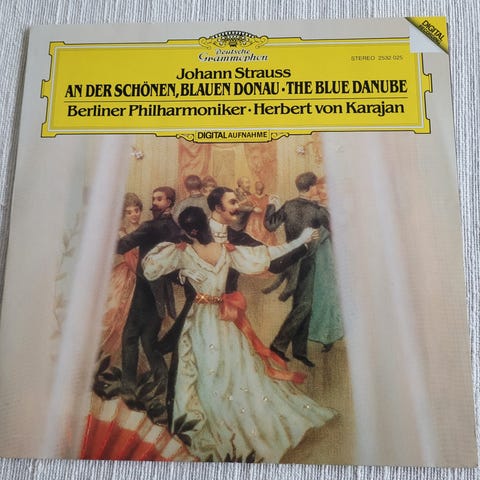 Deutsche
Grammophon
DIGITAL
STEREO 2532 025
Johann Strauss
AN DER SCHÖNEN, BLAUEN DONAU · THE BLUE DANUBE
Berliner Philharmoniker · Herbert von Karajan
DIGITAL AUFNAHME